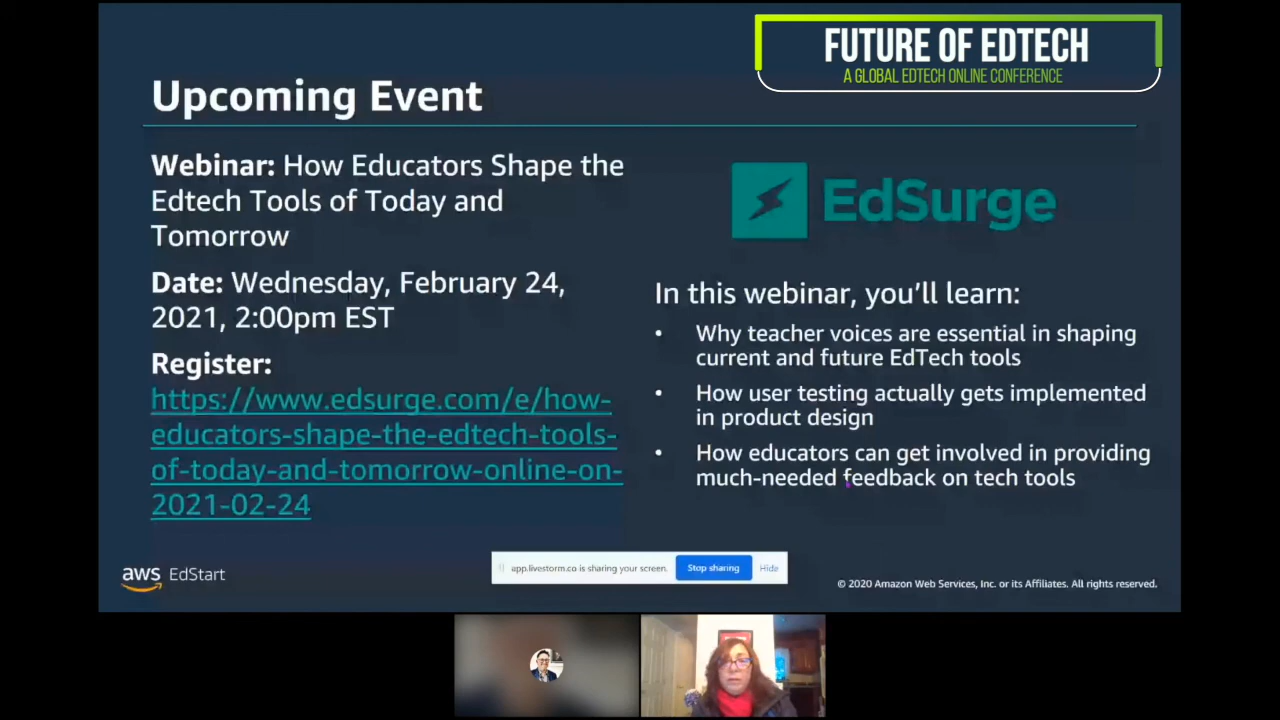 FUTURE OF EDTECH
A GLOBAL EDTECH ONLINE CONFERENCE
Upcoming Event
Webinar: How Educators Shape the
Edtech Tools of Today and
Tomorrow
Date: Wednesday, February 24,
2021, 2:00pm EST
Register:
https://www.edsurge.com/e/how-
educators-shape-the-edtech-tools-
of-today-and-tomorrow-online-on-
2021-02-24
EdSurge
In this webinar, you'll learn:
• Why teacher voices are essential in shaping
current and future EdTech tools
• How user testing actually gets implemented
in product design
• How educators can get involved in providing
much-needed feedback on tech tools
aws EdStart
app.livestorm.co is sharing your screen. Stop sharing Hide
© 2020 Amazon Web Services, Inc. or its Affiliates. All rights reserved.